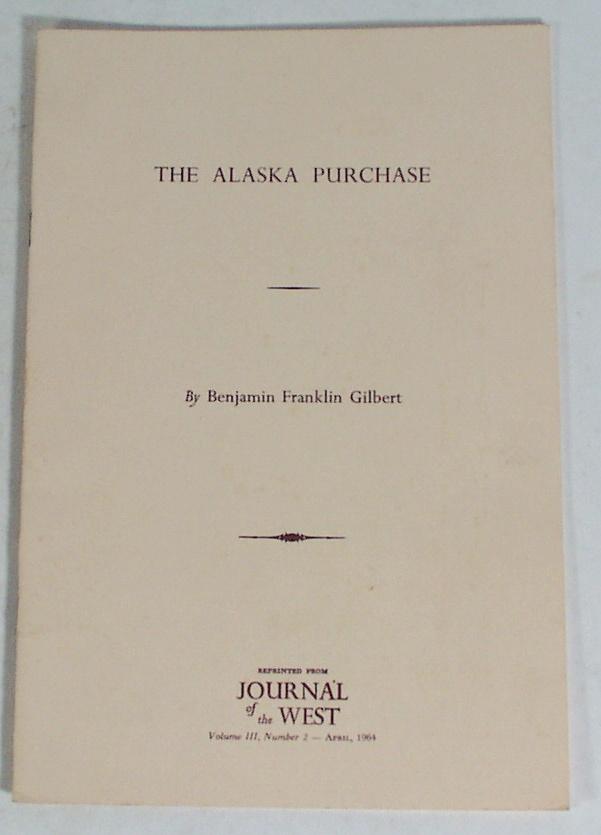 THE ALASKA PURCHASE
By Benjamin Franklin Gilbert
REPRINTED FROM
JOURNAL
of the WEST
Volume III, Number 2 — APRIL, 1964